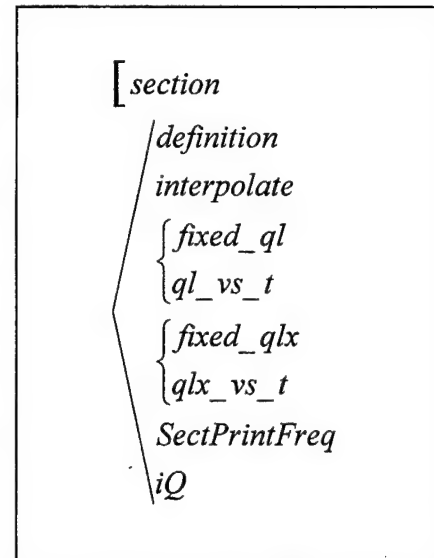 [ section
definition
interpolate
fixed_ql
ql_vs_t
fixed_qlx
qlx_vs_t
SectPrintFreq
iQ